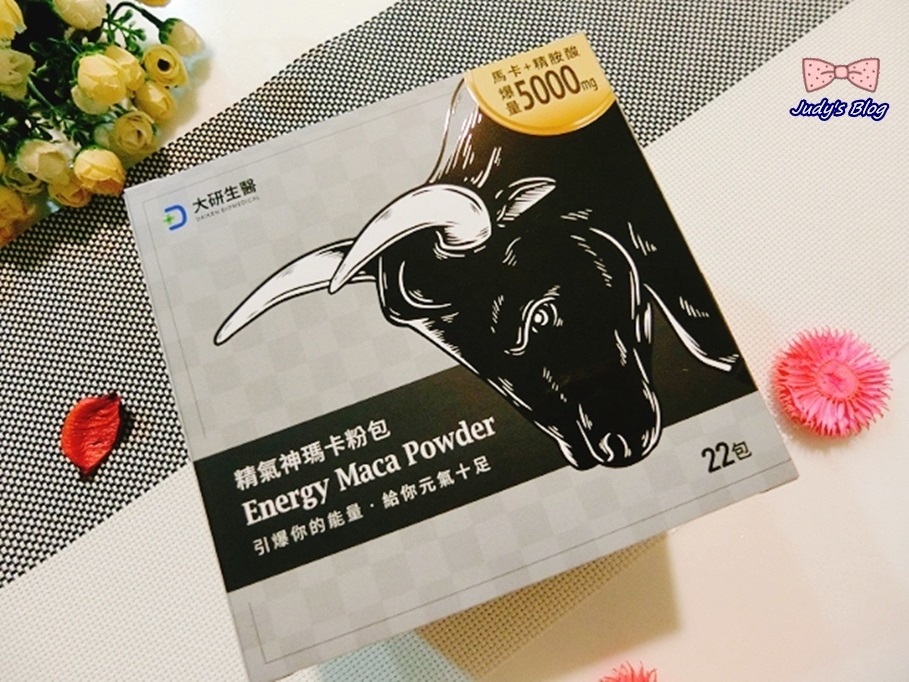 馬卡+精胺酸
爆量5000mg
大研生醫
DAIKEN BIOMEDICAL
精氣神瑪卡粉包
Energy Maca Powder
引爆你的能量・給你元氣十足
22包
Judy's Blog